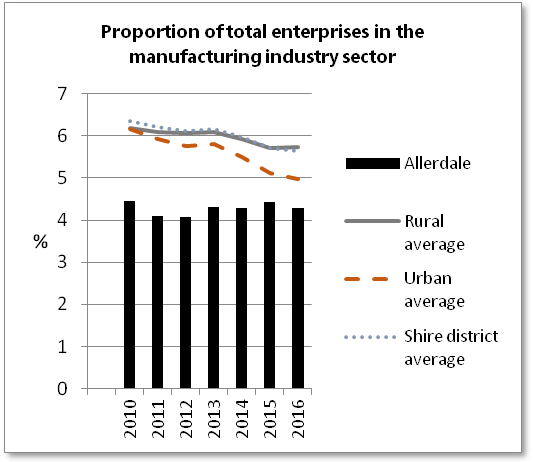 Proportion of total enterprises in the
manufacturing industry sector
7
6
5
4
3
2
1
0
%
2010
2011
2012
2013
2014
2015
2016
Allerdale
Rural
average
Urban
average
Shire district
average